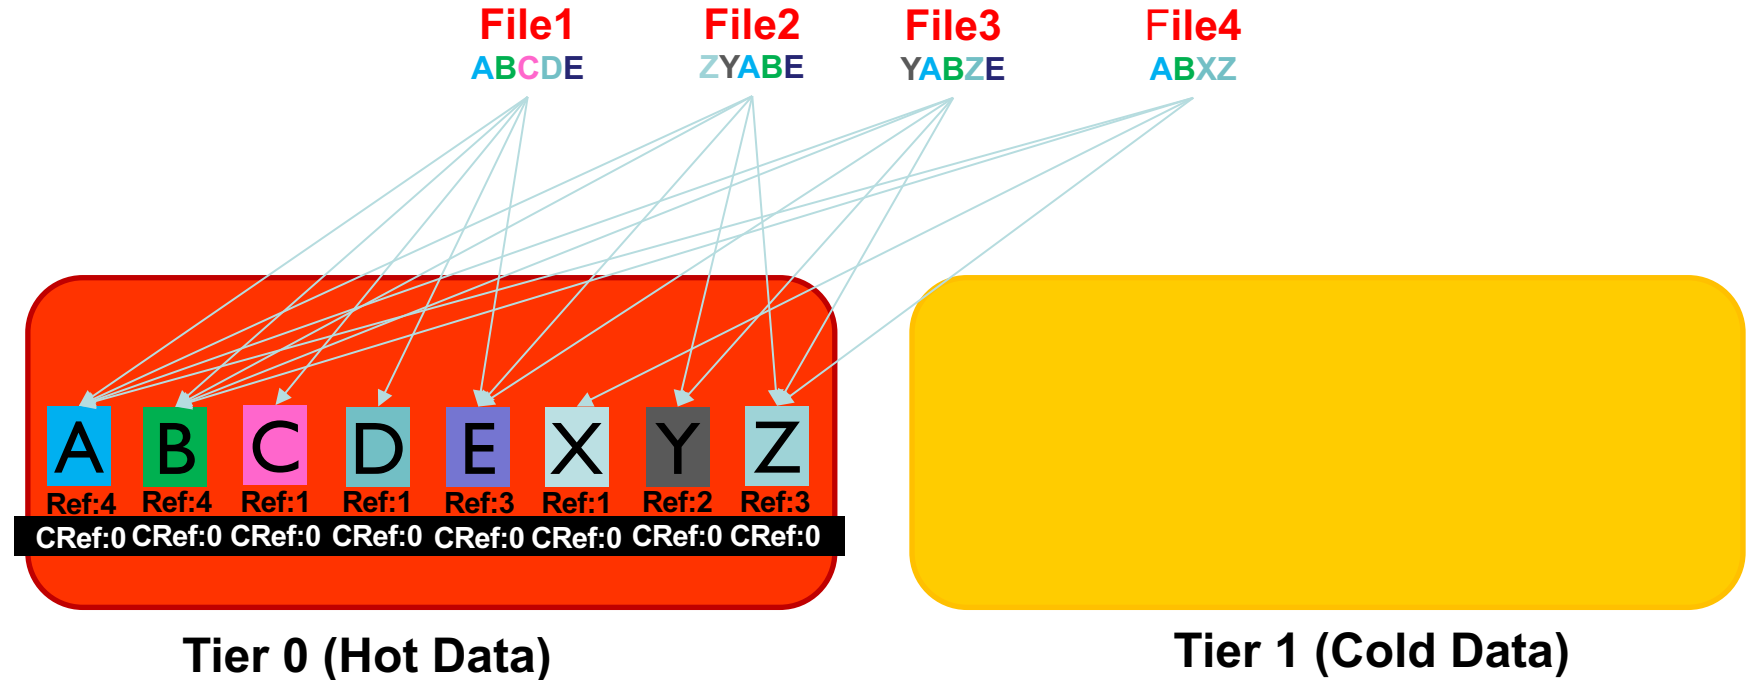 File1 File2 File3 File4
ABCDE ZYABE YABZE ABXZ
A B C D E X Y Z
Ref:4 Ref:4 Ref:1 Ref:1 Ref:3 Ref:1 Ref:2 Ref:3
CRef:0 CRef:0 CRef:0 CRef:0 CRef:0 CRef:0 CRef:0 CRef:0
Tier 0 (Hot Data) Tier 1 (Cold Data)